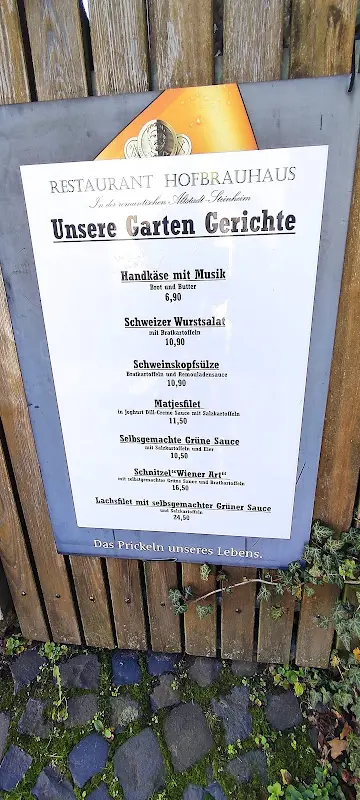 RESTAURANT HOFBRAUHAUS
In der romantischen Altstadt-Steinheim
Unsere Garten Gerichte
Handkäse mit Musik
Brot und Butter
6,90
Schweizer Wurstsalat
mit Bratkartoffeln
10,90
Schweinskopfsülze
Bratkartoffeln und Remouladensauce
10,90
Matjesfilet
in Joghurt Dill-Creme Sauce mit Salzkartoffeln
11,50
Selbsgemachte Grüne Sauce
mit Salzkartoffeln und Eier
10,50
Schnitzel"Wiener Art"
mit selbstgemachter Grüne Sauce und Bratkartoffeln
16,50
Lachsfilet mit selbsgemachter Grüner Sauce
und Salzkartoffeln
24,50
Das Prickeln unseres Lebens.